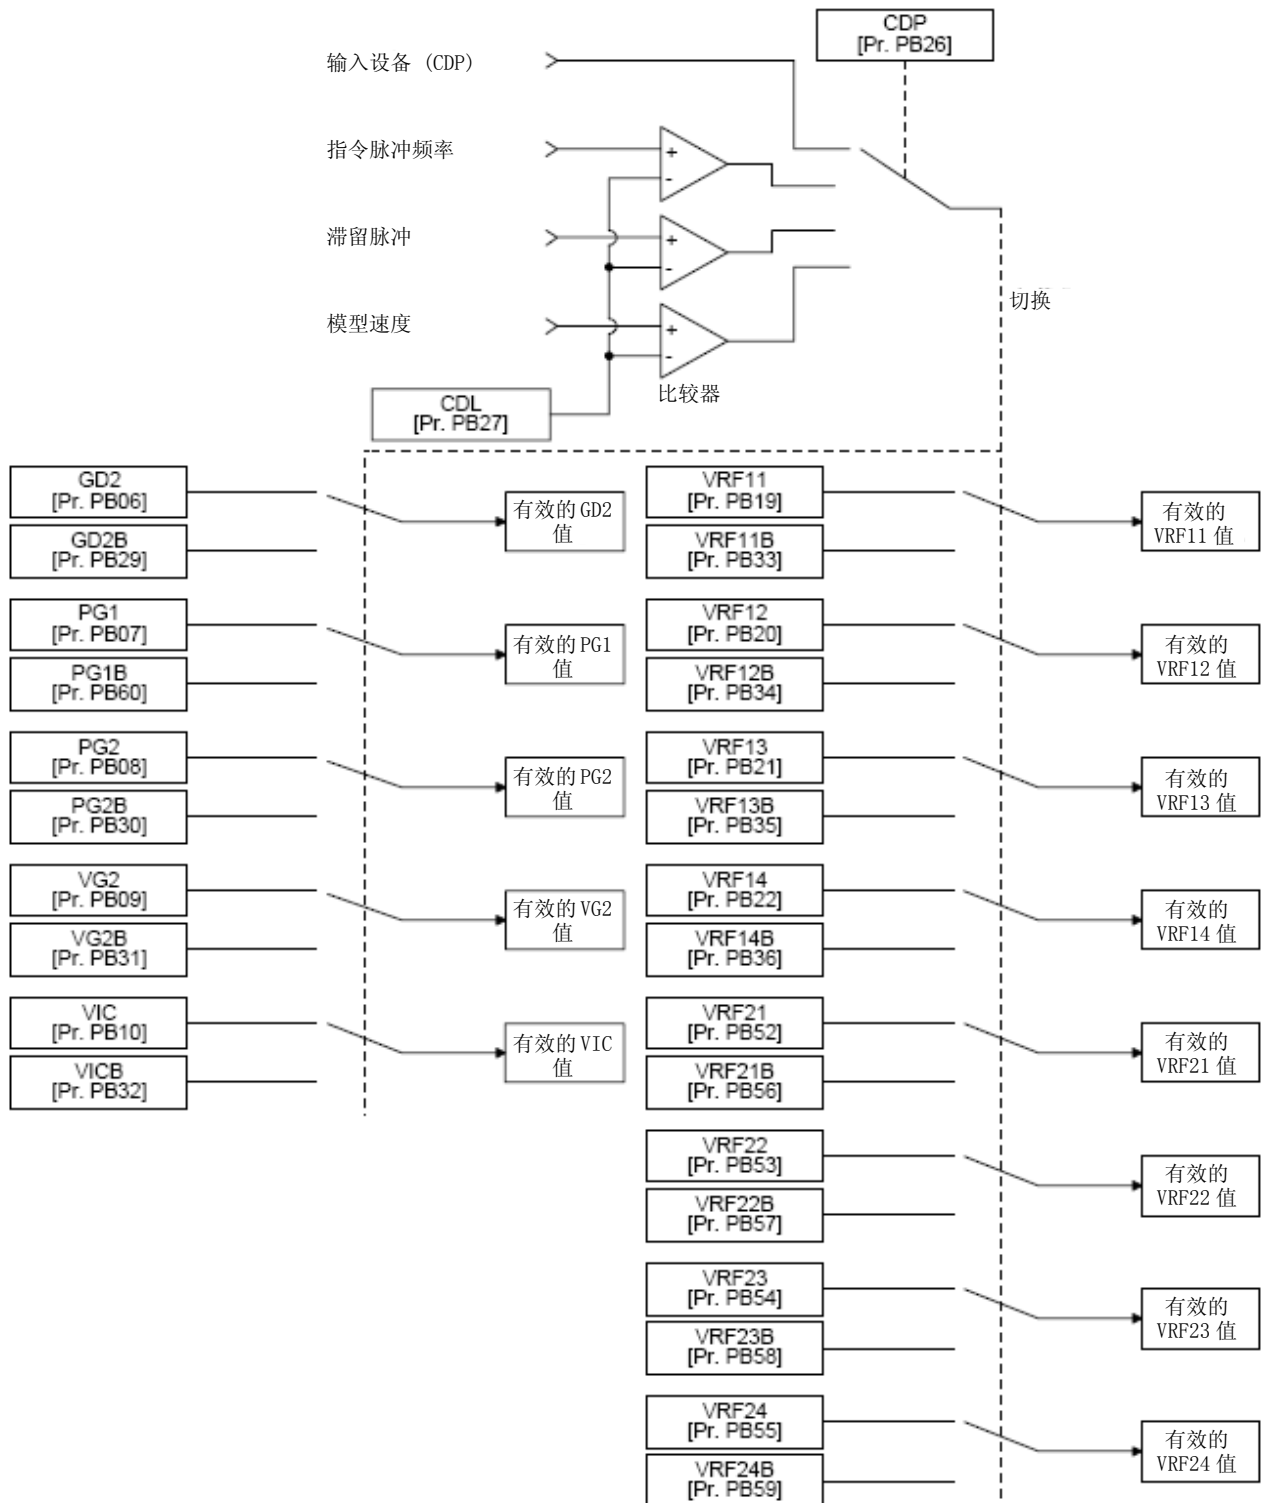 CDP
[Pr. PB26]
输入设备 (CDP)
指令脉冲频率
+
-
滞留脉冲
+
-
切换
模型速度
+
-
比较器
CDL
[Pr. PB27]
GD2
[Pr. PB06]
GD2B
[Pr. PB29]
有效的 GD2
值
PG1
[Pr. PB07]
PG1B
[Pr. PB60]
有效的 PG1
值
PG2
[Pr. PB08]
PG2B
[Pr. PB30]
有效的 PG2
值
VG2
[Pr. PB09]
VG2B
[Pr. PB31]
有效的 VG2
值
VIC
[Pr. PB10]
VICB
[Pr. PB32]
有效的 VIC
值
VRF11
[Pr. PB19]
VRF11B
[Pr. PB33]
有效的
VRF11 值
VRF12
[Pr. PB20]
VRF12B
[Pr. PB34]
有效的
VRF12 值
VRF13
[Pr. PB21]
VRF13B
[Pr. PB35]
有效的
VRF13 值
VRF14
[Pr. PB22]
VRF14B
[Pr. PB36]
有效的
VRF14 值
VRF21
[Pr. PB52]
VRF21B
[Pr. PB56]
有效的
VRF21 值
VRF22
[Pr. PB53]
VRF22B
[Pr. PB57]
有效的
VRF22 值
VRF23
[Pr. PB54]
VRF23B
[Pr. PB58]
有效的
VRF23 值
VRF24
[Pr. PB55]
VRF24B
[Pr. PB59]
有效的
VRF24 值